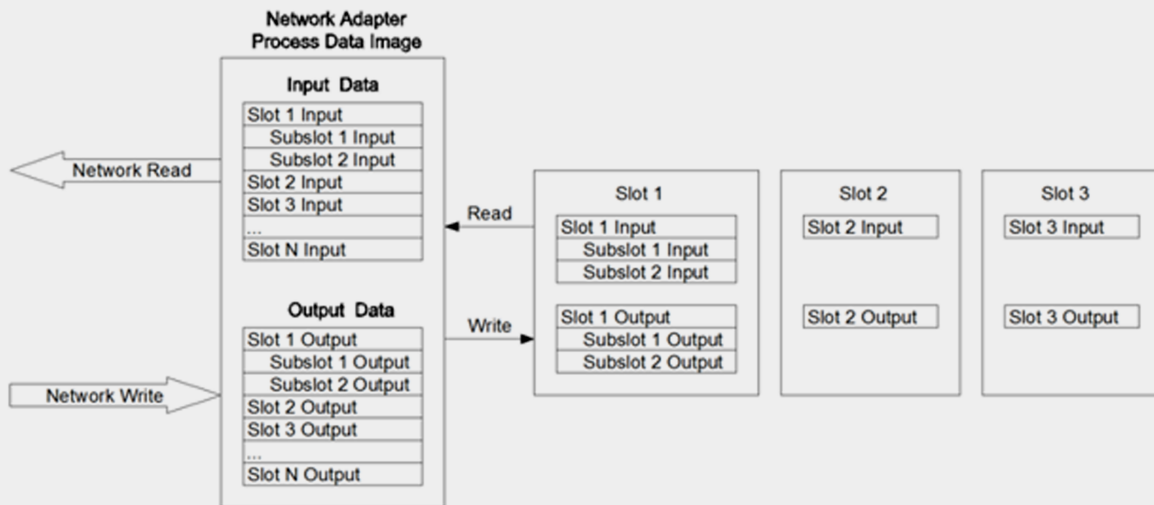 Network Adapter
Process Data Image
Input Data
Slot 1 Input
Subslot 1 Input
Subslot 2 Input
Slot 2 Input
Slot 3 Input
...
Slot N Input
Network Read
Output Data
Slot 1 Output
Subslot 1 Output
Subslot 2 Output
Slot 2 Output
Slot 3 Output
...
Slot N Output
Network Write
Read
Write
Slot 1
Slot 1 Input
Subslot 1 Input
Subslot 2 Input
Slot 1 Output
Subslot 1 Output
Subslot 2 Output
Slot 2
Slot 2 Input
Slot 2 Output
Slot 3
Slot 3 Input
Slot 3 Output